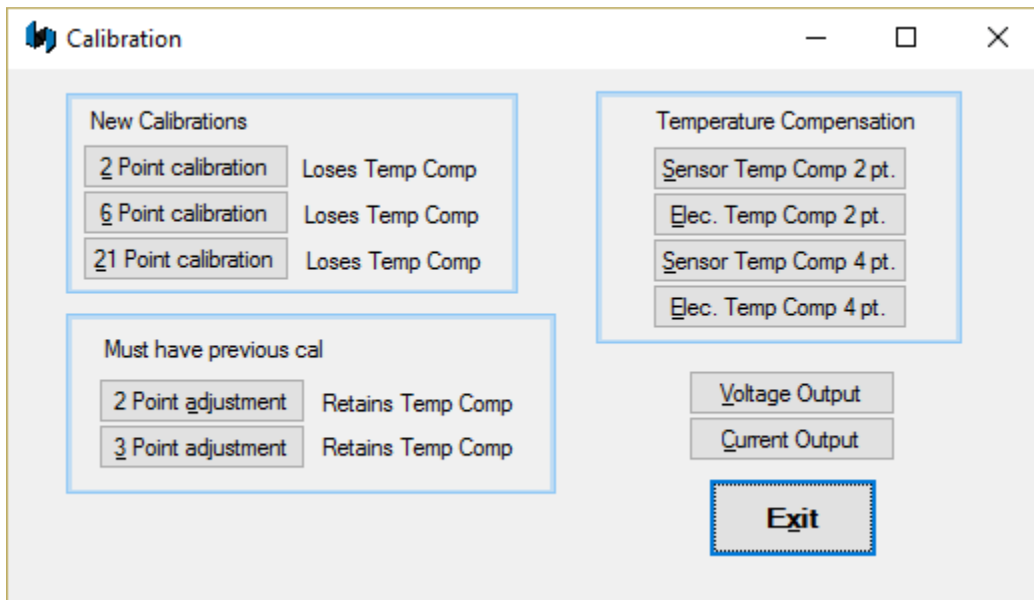 Calibration
New Calibrations
2 Point calibration Loses Temp Comp
6 Point calibration Loses Temp Comp
21 Point calibration Loses Temp Comp
Must have previous cal
2 Point adjustment Retains Temp Comp
3 Point adjustment Retains Temp Comp
Temperature Compensation
Sensor Temp Comp 2 pt.
Elec. Temp Comp 2 pt.
Sensor Temp Comp 4 pt.
Elec. Temp Comp 4 pt.
Voltage Output
Current Output
Exit